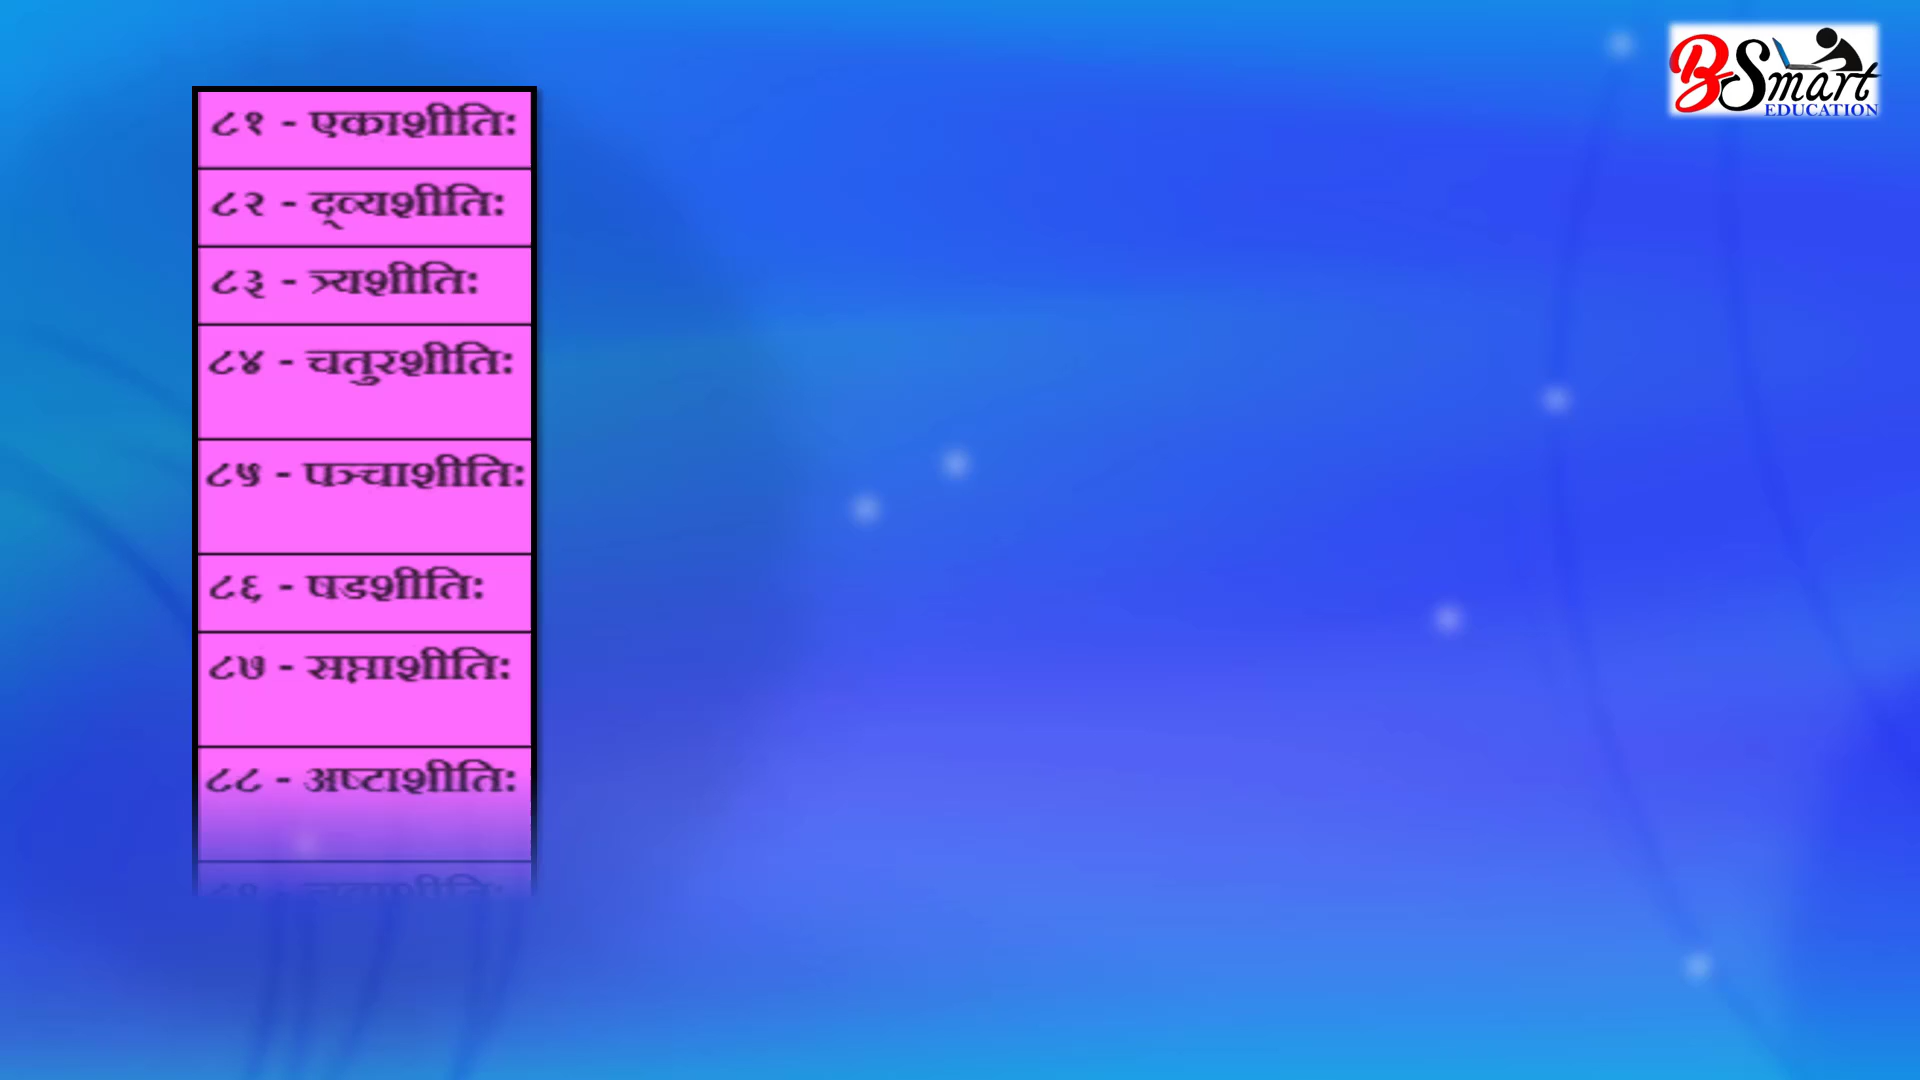 BSmart
EDUCATION
८१ - एकाशीतिः
८२ - द्व्यशीतिः
८३ - त्र्यशीतिः
८४ - चतुरशीतिः
८५ - पञ्चाशीतिः
८६ - षडशीतिः
८७ - सप्ताशीतिः
८८ - अष्टाशीतिः